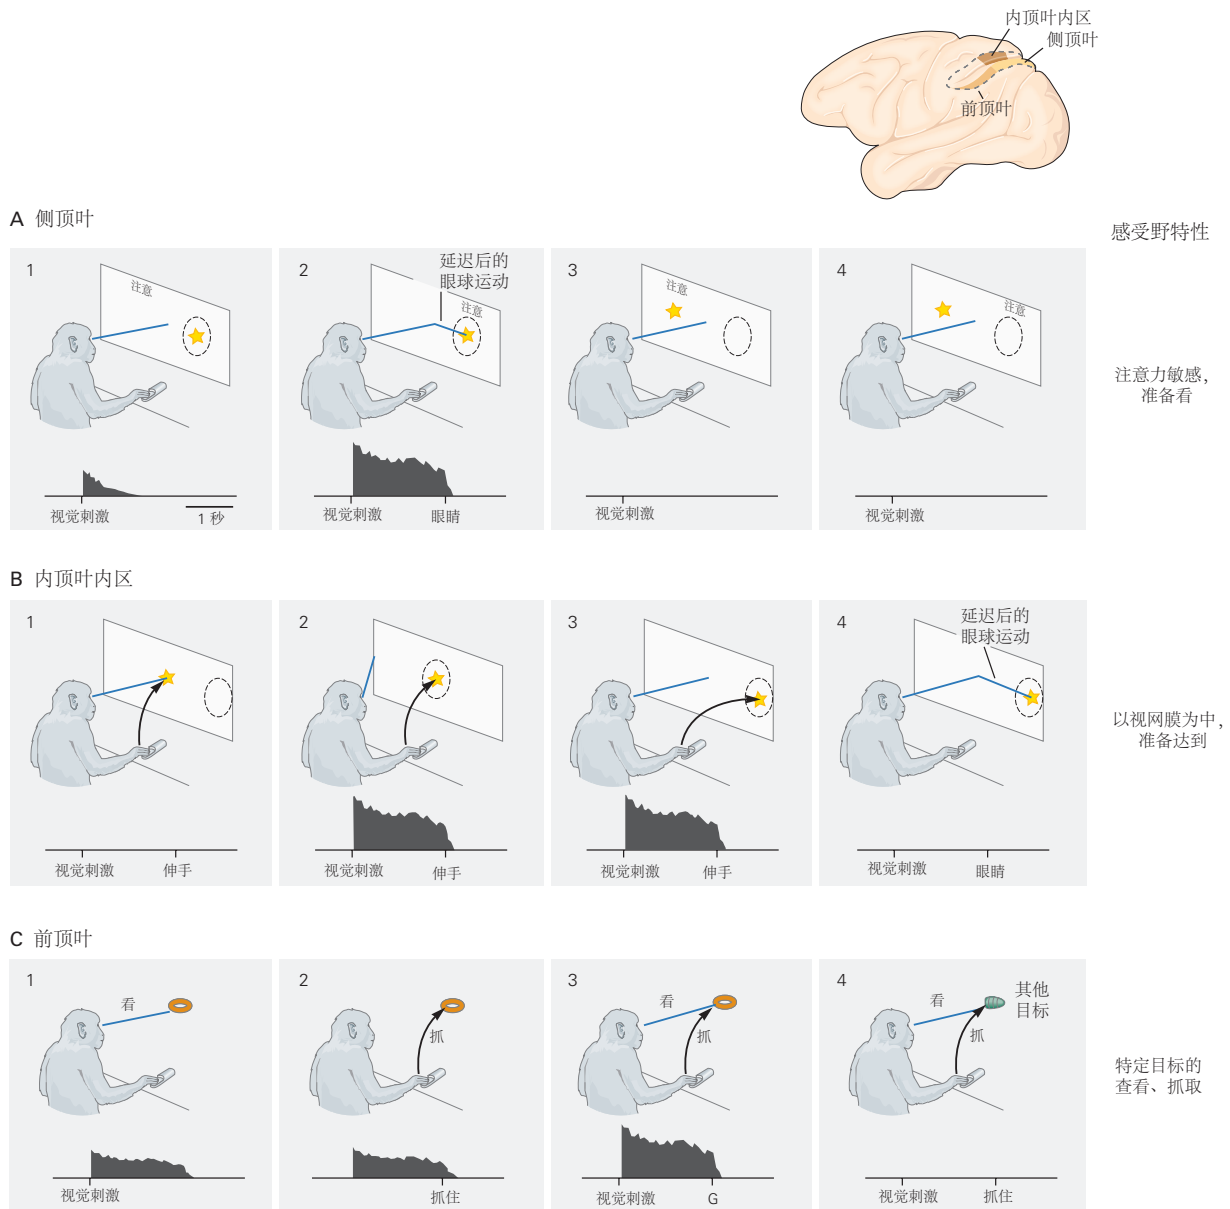 内顶叶内区
侧顶叶
前顶叶
A 侧顶叶
感受野特性
1
注意
视觉刺激
1 秒
2
延迟后的
眼球运动
注意
视觉刺激
眼睛
3
注意
视觉刺激
4
注意
视觉刺激
注意力敏感，
准备看
B 内顶叶内区
1
视觉刺激
伸手
2
视觉刺激
伸手
3
视觉刺激
伸手
4
延迟后的
眼球运动
视觉刺激
眼睛
以视网膜为中，
准备达到
C 前顶叶
1
看
视觉刺激
2
抓
抓住
3
看
抓
视觉刺激
G
4
看
抓
其他
目标
视觉刺激
抓住
特定目标的
查看、抓取